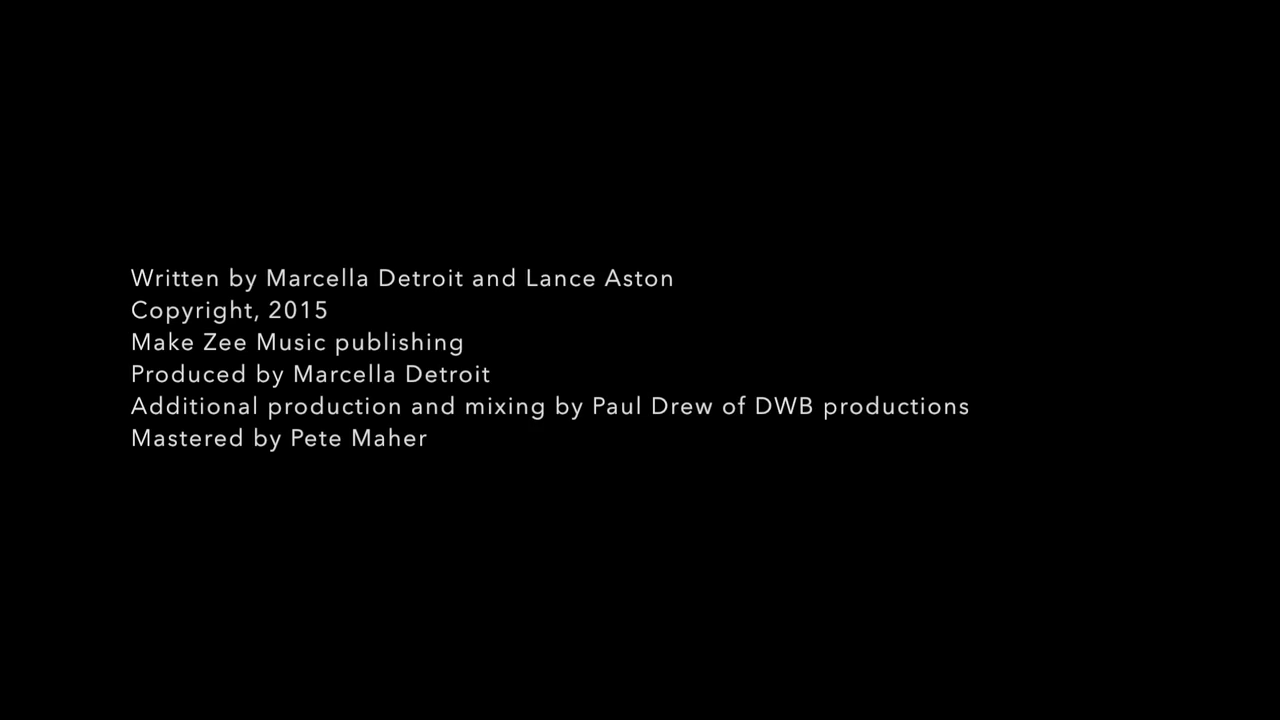 Written by Marcella Detroit and Lance Aston
Copyright, 2015
Make Zee Music publishing
Produced by Marcella Detroit
Additional production and mixing by Paul Drew of DWB productions
Mastered by Pete Maher